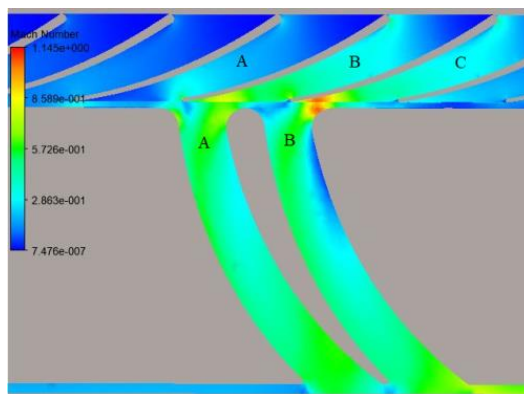 Mach Number
1.145e+000
8.589e-001
5.726e-001
2.863e-001
7.476e-007
A
B
C
A
B